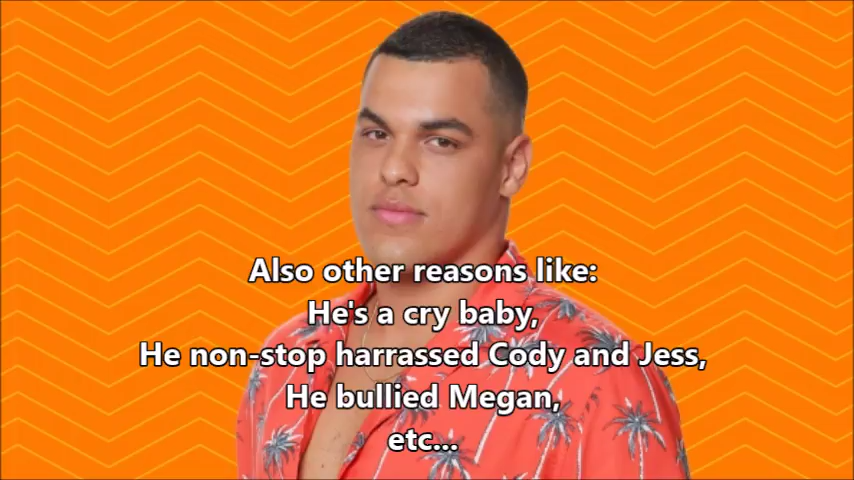 Also other reasons like:
He's a cry baby,
He non-stop harrassed Cody and Jess,
He bullied Megan,
etc...